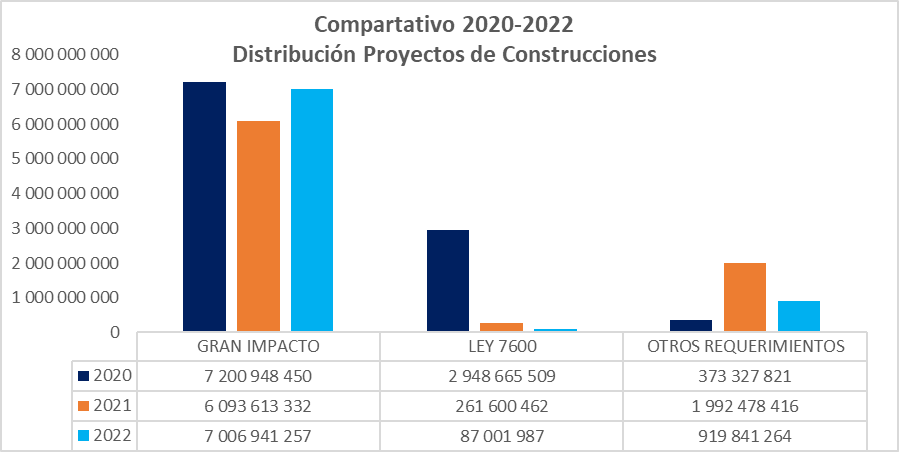 Compartativo 2020-2022
Distribución Proyectos de Construcciones
8 000 000 000
7 000 000 000
6 000 000 000
5 000 000 000
4 000 000 000
3 000 000 000
2 000 000 000
1 000 000 000
0
GRAN IMPACTO LEY 7600 OTROS REQUERIMIENTOS
2020 7 200 948 450 2 948 665 509 373 327 821
2021 6 093 613 332 261 600 462 1 992 478 416
2022 7 006 941 257 87 001 987 919 841 264